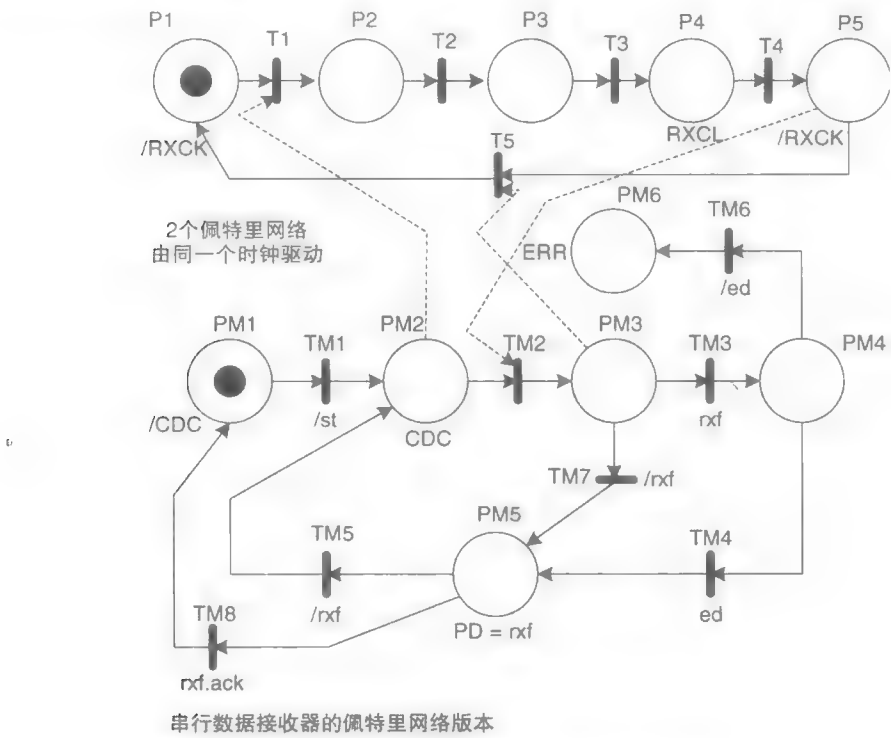 P1
T1
P2
T2
P3
T3
P4
T4
P5
/RXCK
RXCL
/RXCK
T5
2个佩特里网络
由同一个时钟驱动
PM6
TM6
ERR
/ed
PM1
TM1
PM2
TM2
PM3
TM3
PM4
/CDC
/st
CDC
rxf
TM7
/rxf
PM5
TM5
TM4
/rxf
ed
TM8
PD = rxf
rxf.ack
串行数据接收器的佩特里网络版本